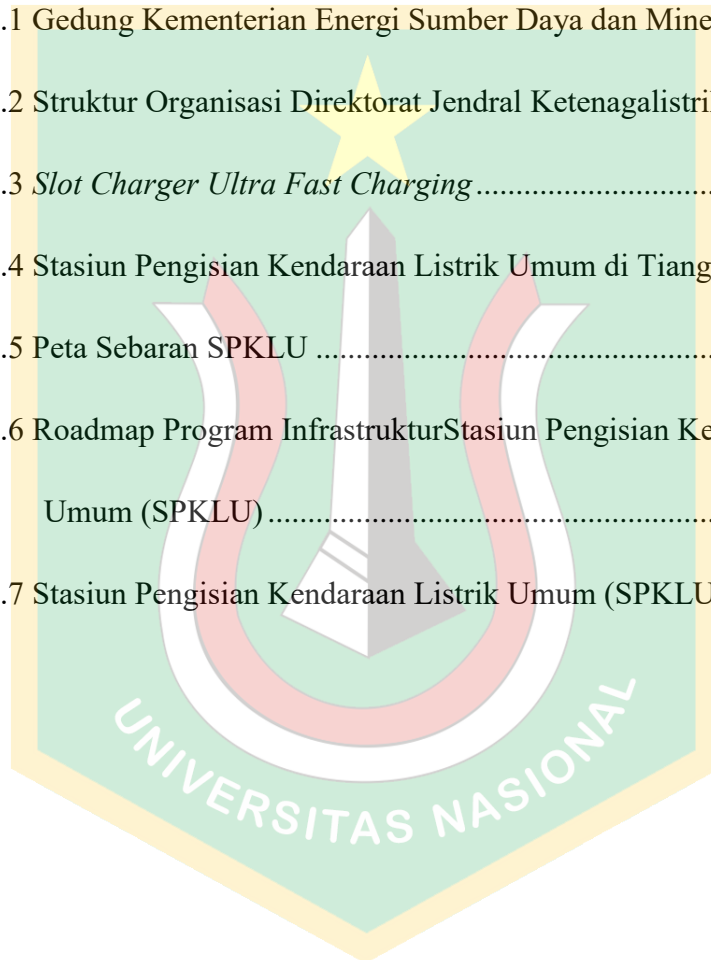 .1 Gedung Kementerian Energi Sumber Daya dan Mine
.2 Struktur Organisasi Direktorat Jendral Ketenagalistri
.3 Slot Charger Ultra Fast Charging..............................
.4 Stasiun Pengisian Kendaraan Listrik Umum di Tiang
.5 Peta Sebaran SPKLU ..................................................
.6 Roadmap Program InfrastrukturStasiun Pengisian Ke
Umum (SPKLU)........................................................
.7 Stasiun Pengisian Kendaraan Listrik Umum (SPKLU
UNIVERSITAS NASIONAL